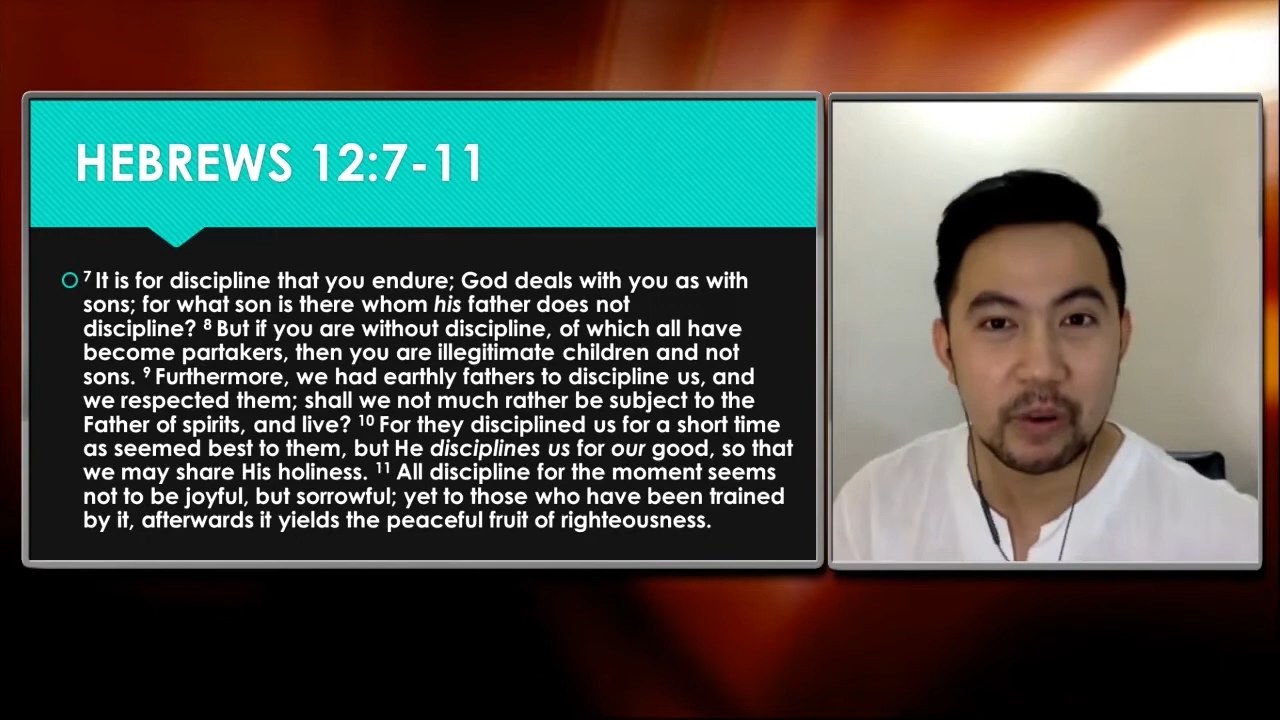 HEBREWS 12:7-11
⁷ It is for discipline that you endure; God deals with you as with
sons; for what son is there whom his father does not
discipline? ⁸ But if you are without discipline, of which all have
become partakers, then you are illegitimate children and not
sons. ⁹ Furthermore, we had earthly fathers to discipline us, and
we respected them; shall we not much rather be subject to the
Father of spirits, and live? ¹⁰ For they disciplined us for a short time
as seemed best to them, but He disciplines us for our good, so that
we may share His holiness. ¹¹ All discipline for the moment seems
not to be joyful, but sorrowful; yet to those who have been trained
by it, afterwards it yields the peaceful fruit of righteousness.